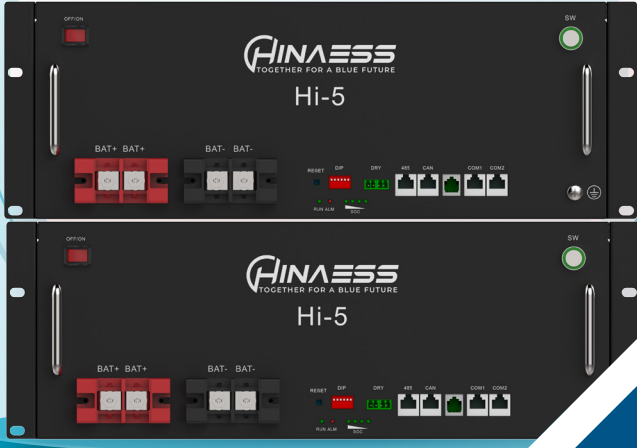 OFF/ON
SW
HINAESS
TOGETHER FOR A BLUE FUTURE
Hi-5
BAT+ BAT+ BAT- BAT-
RESET DIP DRY 485 CAN COM1 COM2
RUN ALM SOC
OFF/ON
SW
HINAESS
TOGETHER FOR A BLUE FUTURE
Hi-5
BAT+ BAT+ BAT- BAT-
RESET DIP DRY 485 CAN COM1 COM2
RUN ALM SOC